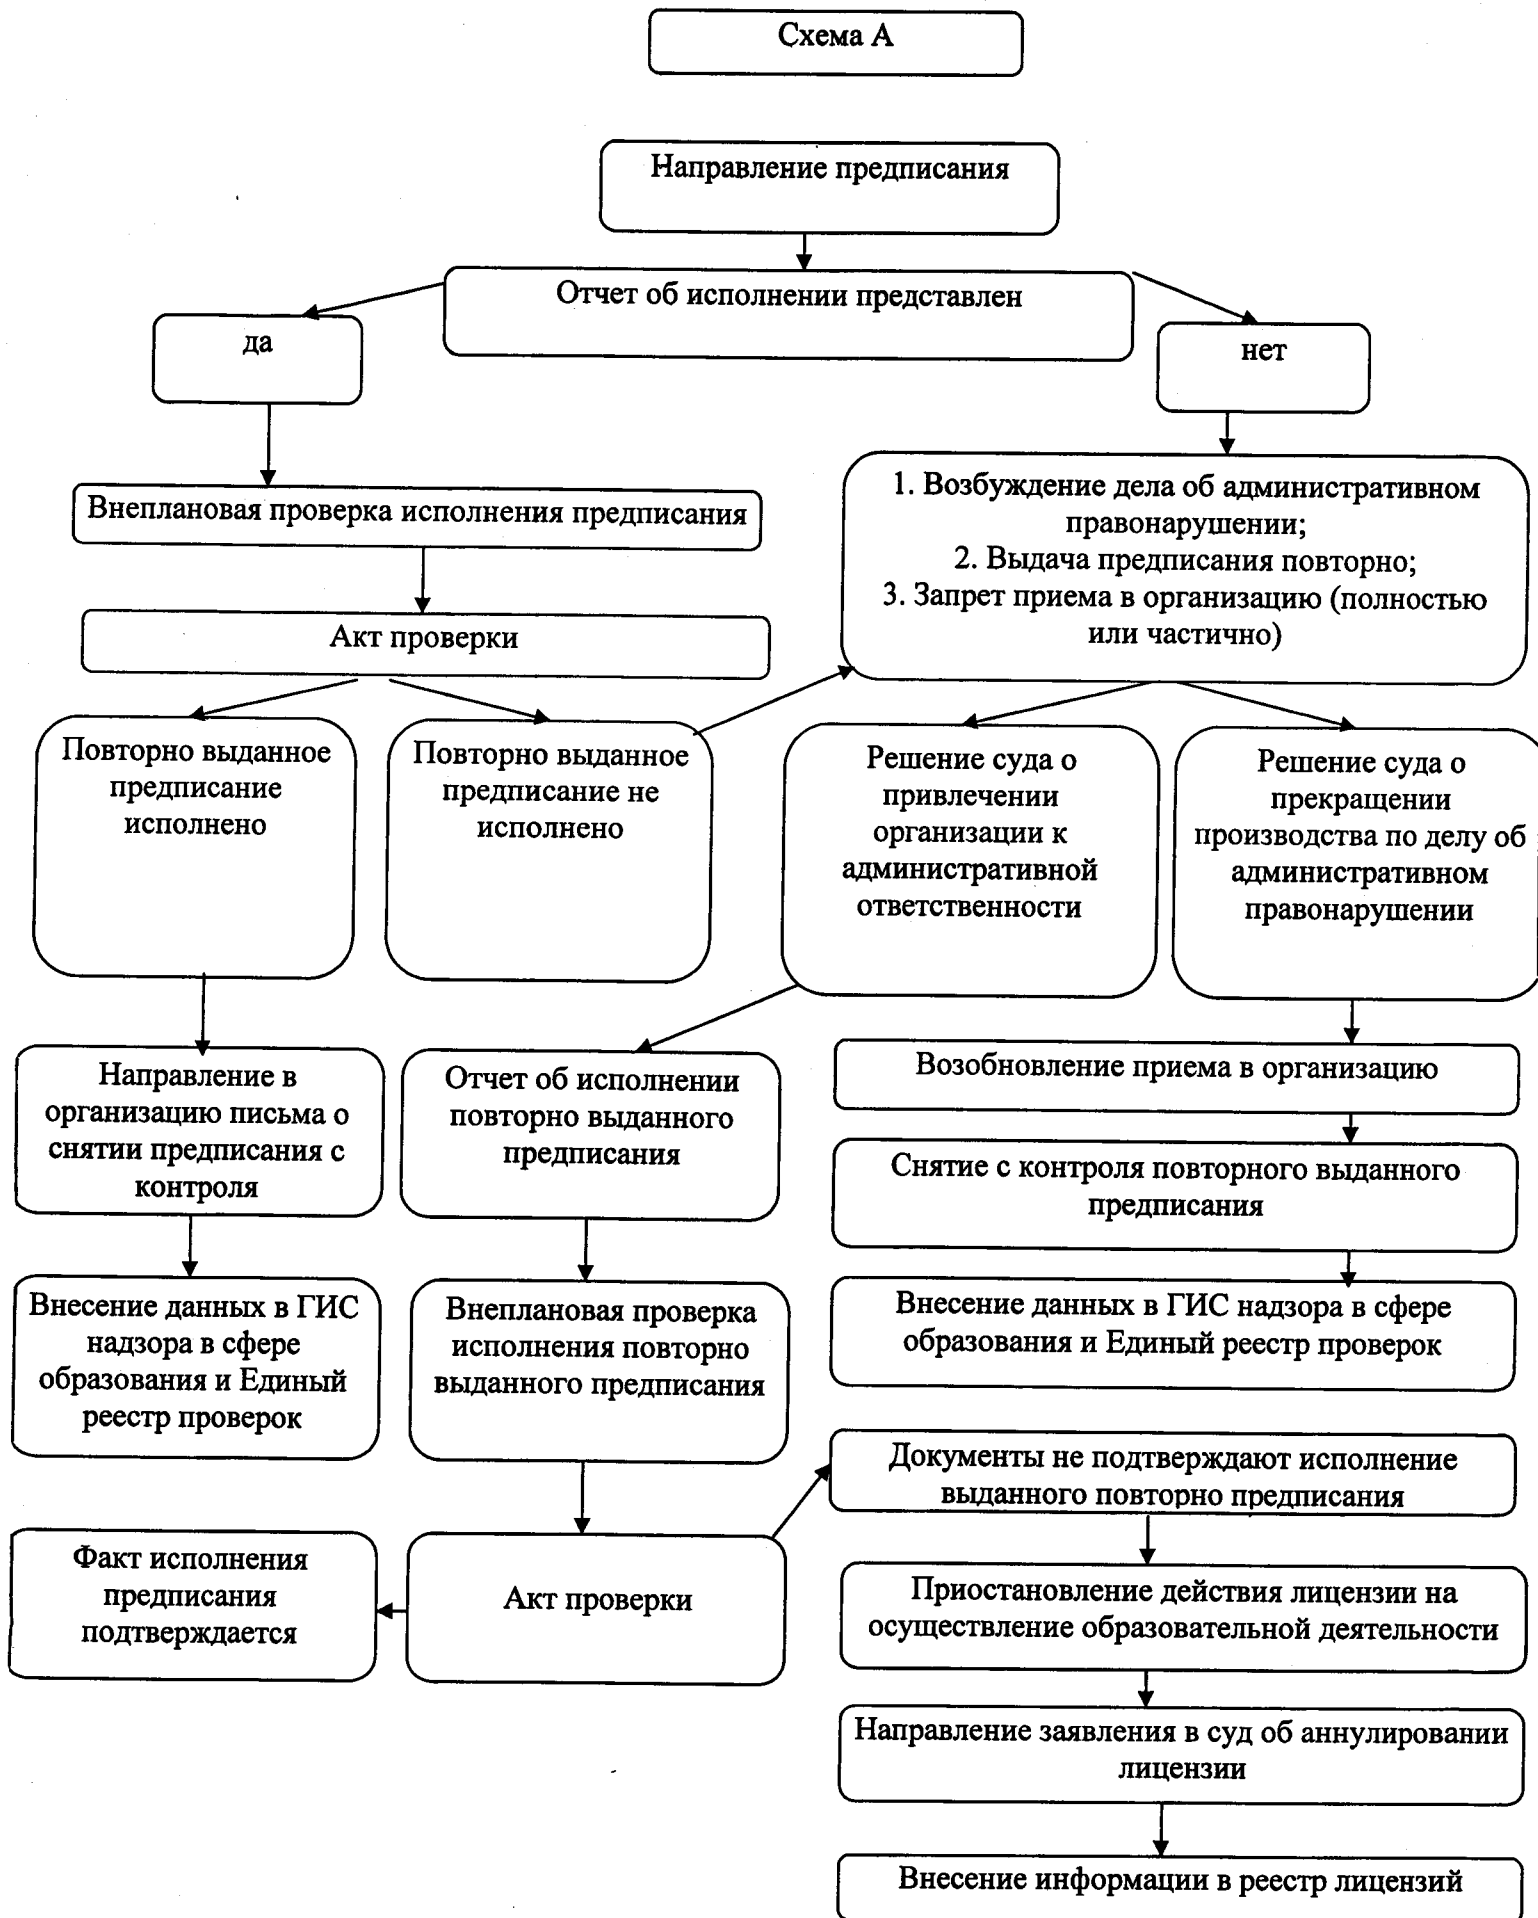 Схема А
Направление предписания
Отчет об исполнении представлен
да
нет
Внеплановая проверка исполнения предписания
1. Возбуждение дела об административном
правонарушении;
2. Выдача предписания повторно;
3. Запрет приема в организацию (полностью
или частично)
Акт проверки
Повторно выданное
предписание
исполнено
Повторно выданное
предписание не
исполнено
Решение суда о
привлечении
организации к
административной
ответственности
Решение суда о
прекращении
производства по делу об
административном
правонарушении
Направление в
организацию письма о
снятии предписания с
контроля
Отчет об исполнении
повторно выданного
предписания
Возобновление приема в организацию
Снятие с контроля повторного выданного
предписания
Внесение данных в ГИС
надзора в сфере
образования и Единый
реестр проверок
Внеплановая проверка
исполнения повторно
выданного предписания
Внесение данных в ГИС надзора в сфере
образования и Единый реестр проверок
Документы не подтверждают исполнение
выданного повторно предписания
Факт исполнения
предписания
подтверждается
Акт проверки
Приостановление действия лицензии на
осуществление образовательной деятельности
Направление заявления в суд об аннулировании
лицензии
Внесение информации в реестр лицензий